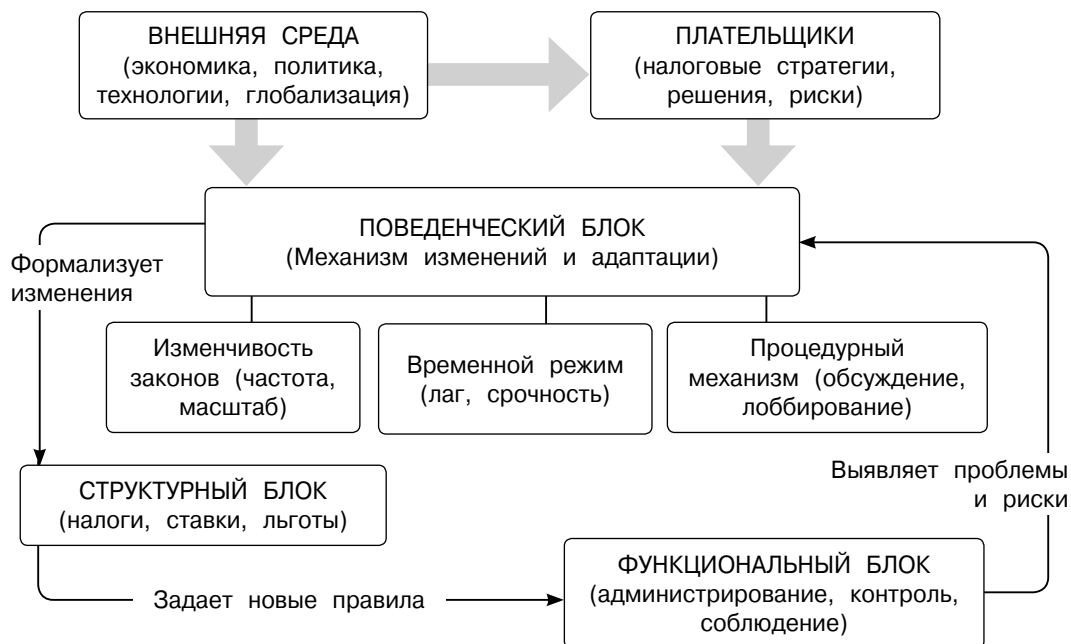 ВНЕШНЯЯ СРЕДА
(экономика, политика,
технологии, глобализация)
ПЛАТЕЛЬЩИКИ
(налоговые стратегии,
решения, риски)
ПОВЕДЕНЧЕСКИЙ БЛОК
(Механизм изменений и адаптации)
Формализует
изменения
Изменчивость
законов (частота,
масштаб)
Временной режим
(лаг, срочность)
Процедурный
механизм (обсуждение,
лоббирование)
СТРУКТУРНЫЙ БЛОК
(налоги, ставки, льготы)
Выявляет проблемы
и риски
Задает новые правила
ФУНКЦИОНАЛЬНЫЙ БЛОК
(администрирование, контроль,
соблюдение)